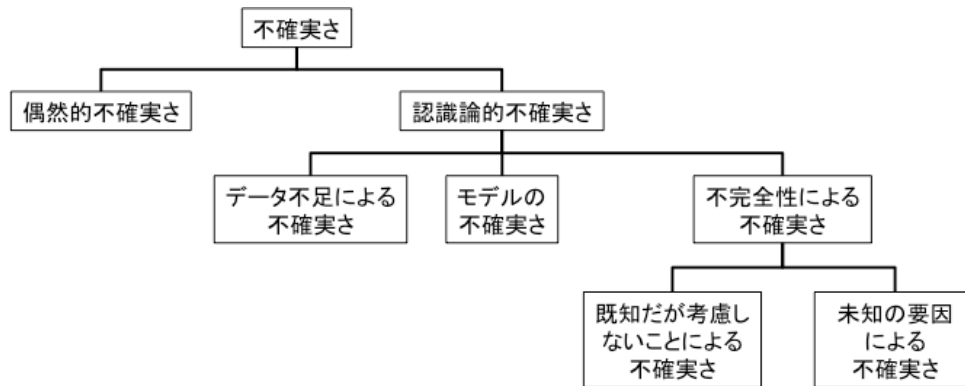 不確実さ
偶然的不確実さ
認識論的不確実さ
データ不足による
不確実さ
モデルの
不確実さ
不完全性による
不確実さ
既知だが考慮し
ないことによる
不確実さ
未知の要因
による
不確実さ